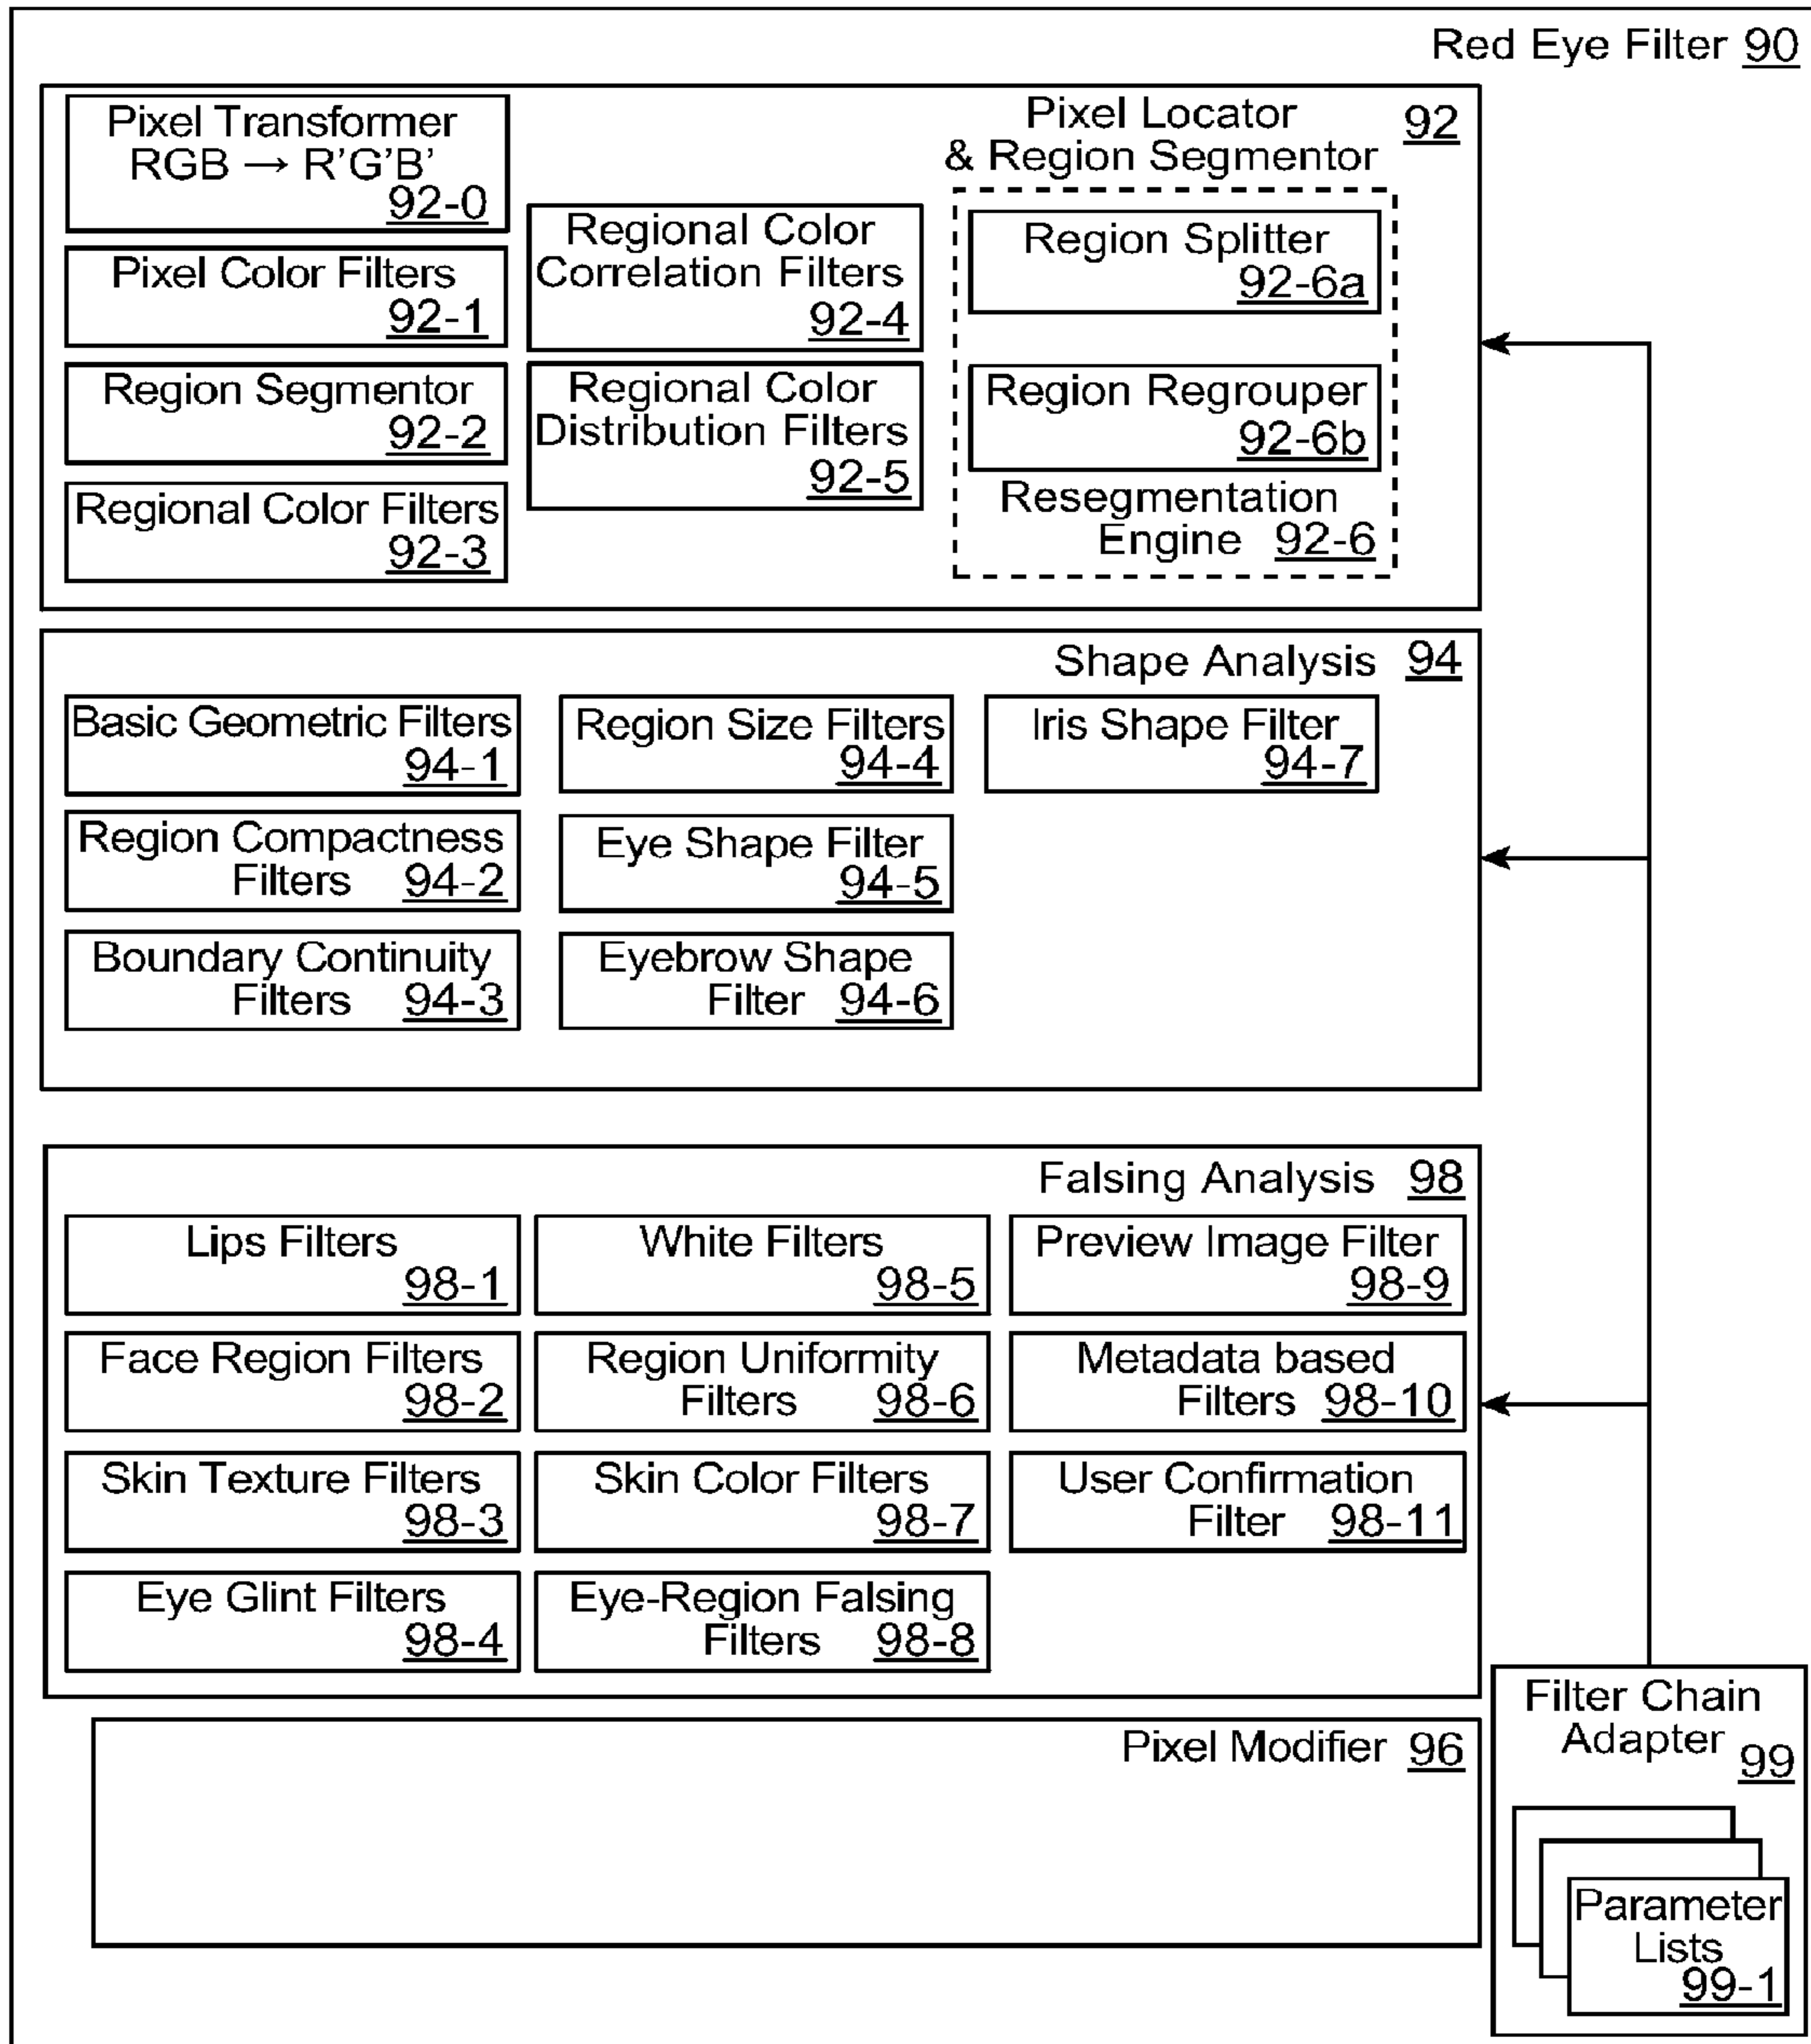 Red Eye Filter 90
Pixel Locator
& Region Segmentor 92
Pixel Transformer
RGB → R'G'B'
92-0
Pixel Color Filters
92-1
Region Segmentor
92-2
Regional Color Filters
92-3
Regional Color
Correlation Filters
92-4
Regional Color
Distribution Filters
92-5
Region Splitter
92-6a
Region Regrouper
92-6b
Resegmentation
Engine 92-6
Shape Analysis 94
Basic Geometric Filters
94-1
Region Compactness
Filters 94-2
Boundary Continuity
Filters 94-3
Region Size Filters
94-4
Eye Shape Filter
94-5
Eyebrow Shape
Filter 94-6
Iris Shape Filter
94-7
Falsing Analysis 98
Lips Filters
98-1
Face Region Filters
98-2
Skin Texture Filters
98-3
Eye Glint Filters
98-4
White Filters
98-5
Region Uniformity
Filters 98-6
Skin Color Filters
98-7
Eye-Region Falsing
Filters 98-8
Preview Image Filter
98-9
Metadata based
Filters 98-10
User Confirmation
Filter 98-11
Pixel Modifier 96
Filter Chain
Adapter 99
Parameter
Lists
99-1